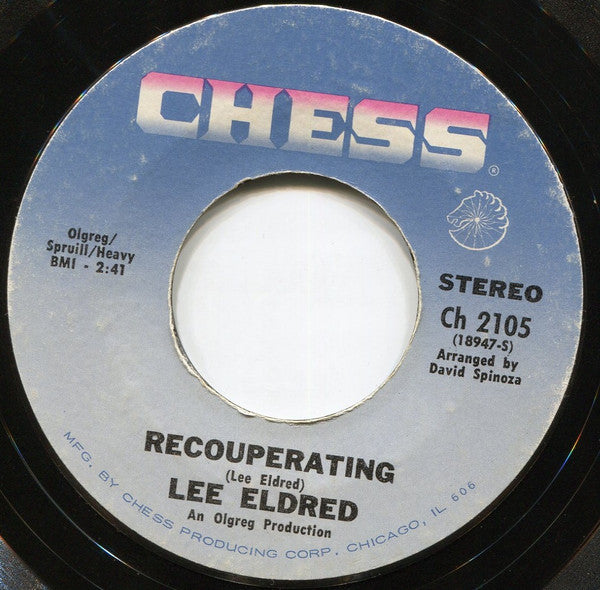 CHESS
®
Olgreg/
Spruill/Heavy
BMI - 2:41
STEREO
Ch 2105
(18947-S)
Arranged by
David Spinoza
RECOUPERATING
(Lee Eldred)
LEE ELDRED
An Olgreg Production
MFG. BY CHESS PRODUCING CORP. CHICAGO, IL 606